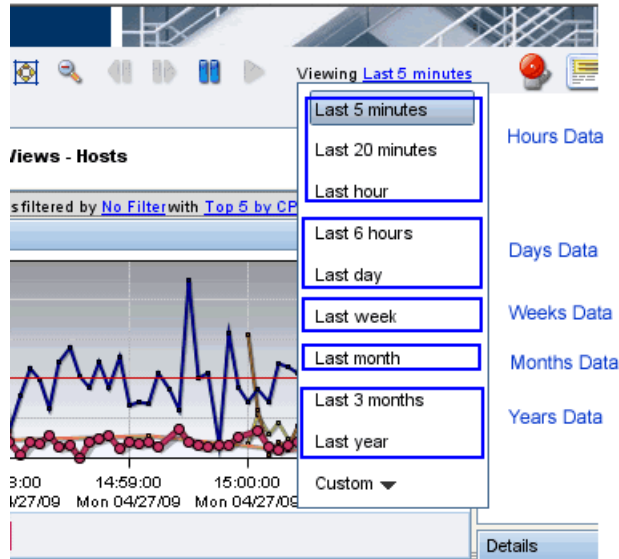 Viewing Last 5 minutes
Last 5 minutes
Last 20 minutes
Last hour
Hours Data
Last 6 hours
Last day
Days Data
Last week
Weeks Data
Last month
Months Data
Last 3 months
Last year
Years Data
Custom
Views - Hosts
s filtered by No Filter with Top 5 by CP
3:00 14:59:00 15:00:00
4/27/09 Mon 04/27/09 Mon 04/27/09
Details